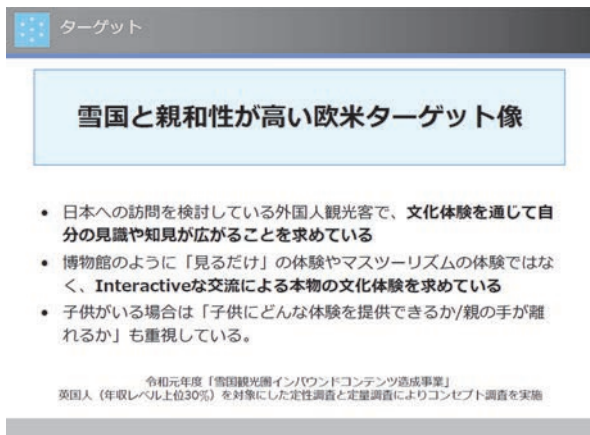 ターゲット
雪国と親和性が高い欧米ターゲット像
• 日本への訪問を検討している外国人観光客で、文化体験を通じて自
分の見識や知見が広がることを求めている
• 博物館のように「見るだけ」の体験やマスツーリズムの体験ではな
く、Interactiveな交流による本物の文化体験を求めている
• 子供がいる場合は「子供にどんな体験を提供できるか/親の手が離
れるか」も重視している。
令和元年度「雪国観光圏インバウンドコンテンツ造成事業」
英国人（年収レベル上位30%）を対象にした定性調査と定量調査によりコンセプト調査を実施